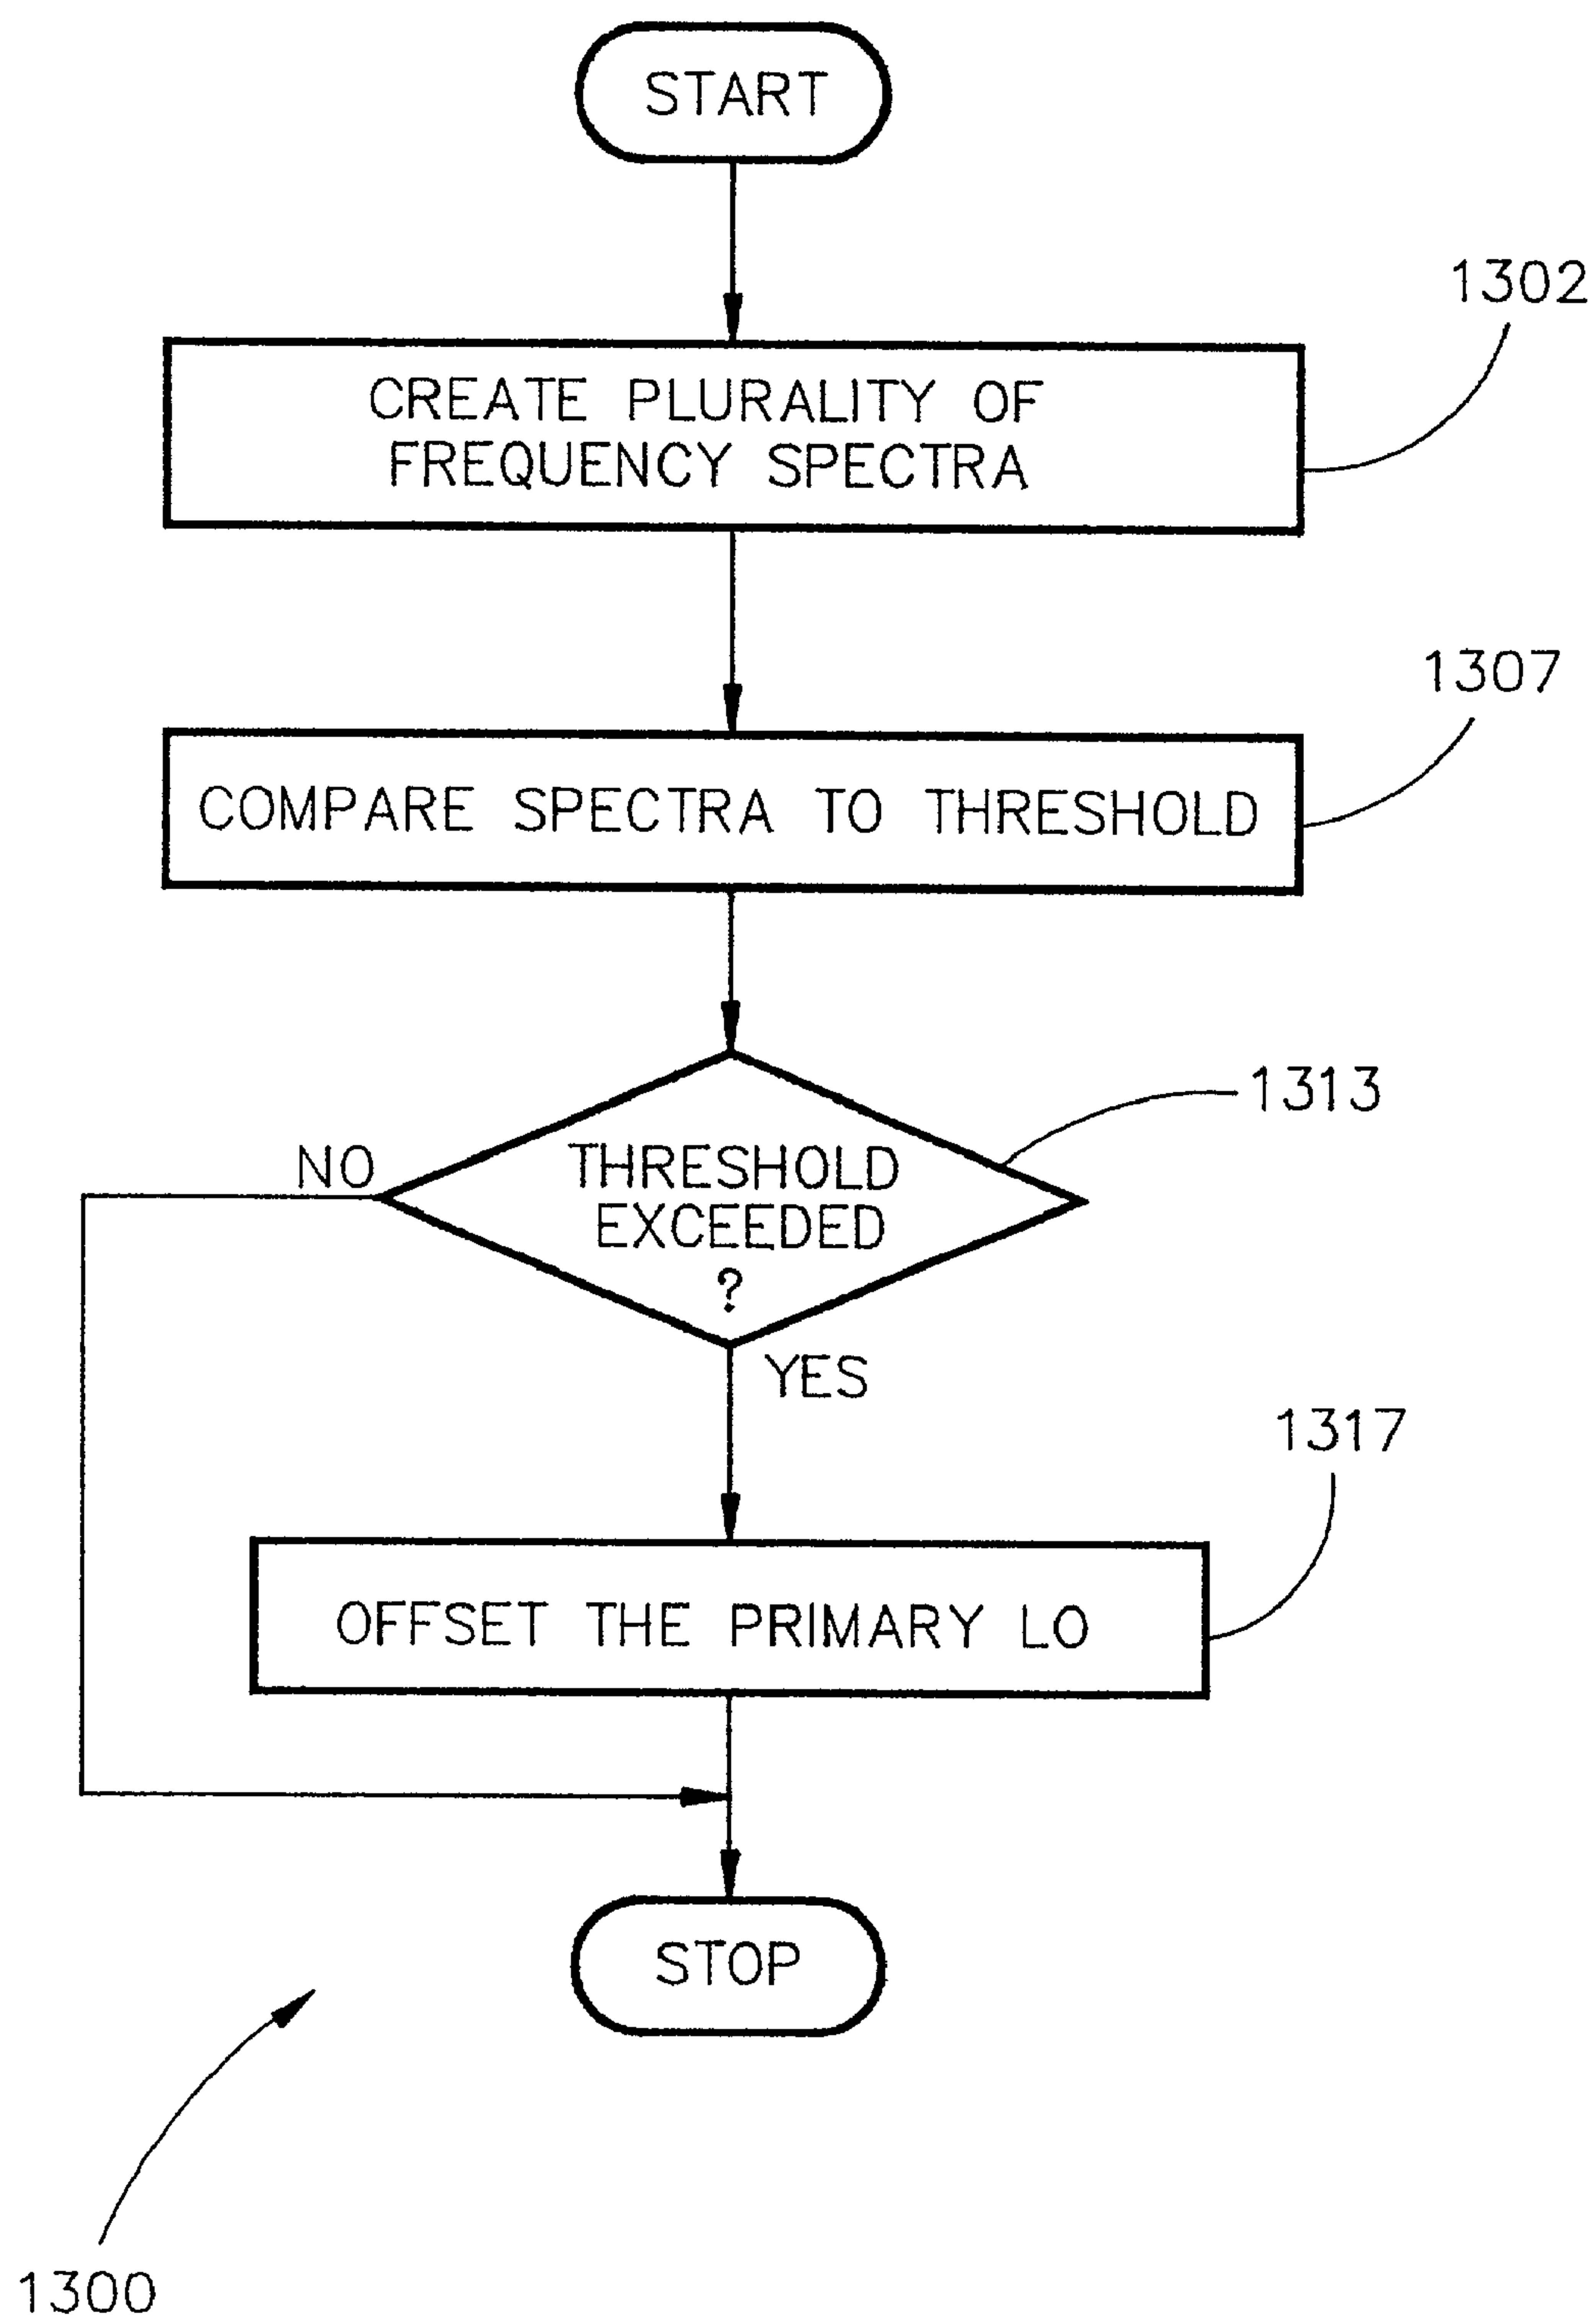 START
1302
CREATE PLURALITY OF
FREQUENCY SPECTRA
1307
COMPARE SPECTRA TO THRESHOLD
1313
NO
THRESHOLD
EXCEEDED
?
YES
1317
OFFSET THE PRIMARY LO
STOP
1300